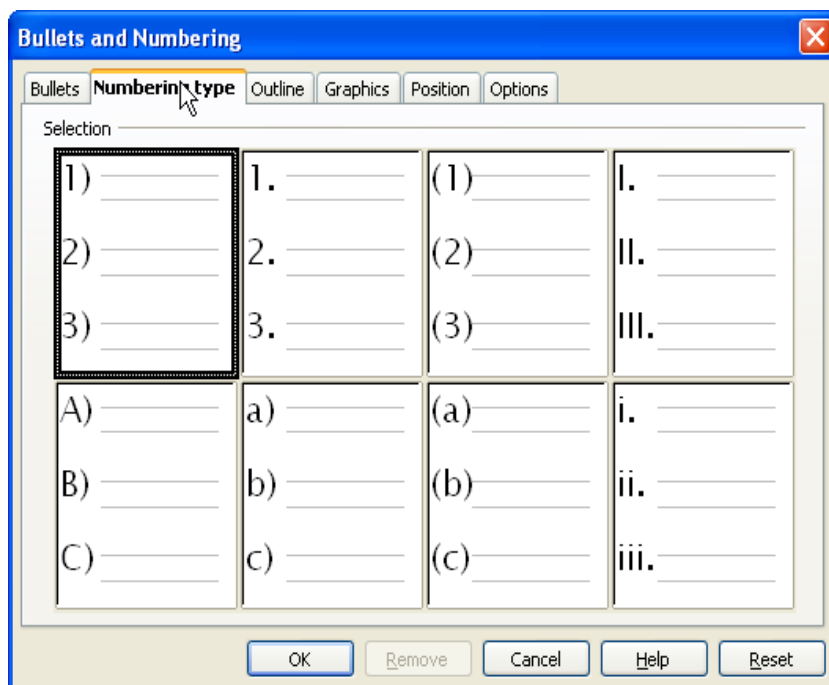 Bullets and Numbering
Bullets Numbering type Outline Graphics Position Options
Selection
1) 1. (1) I.
2) 2. (2) II.
3) 3. (3) III.
A) a) (a) i.
B) b) (b) ii.
C) c) (c) iii.
OK Remove Cancel Help Reset